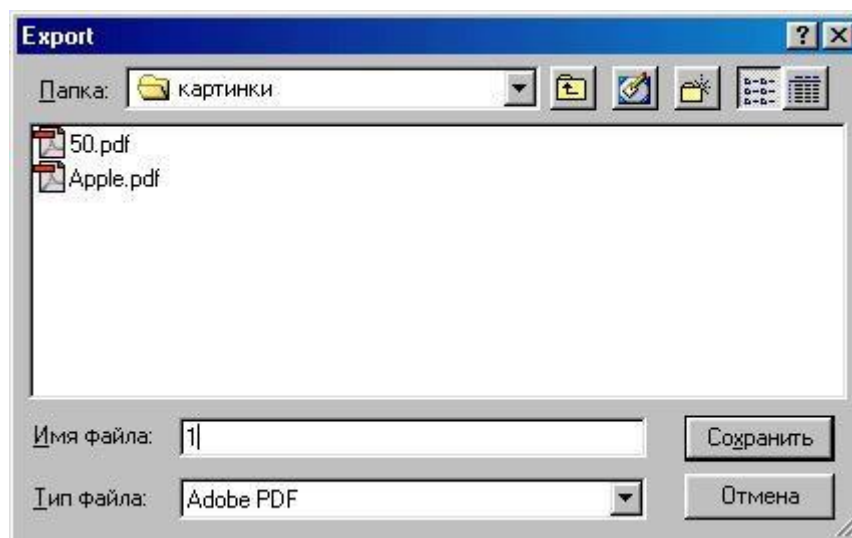 Export
Папка: картинки
50.pdf
Apple.pdf
Имя файла: 1 Сохранить
Тип файла: Adobe PDF Отмена